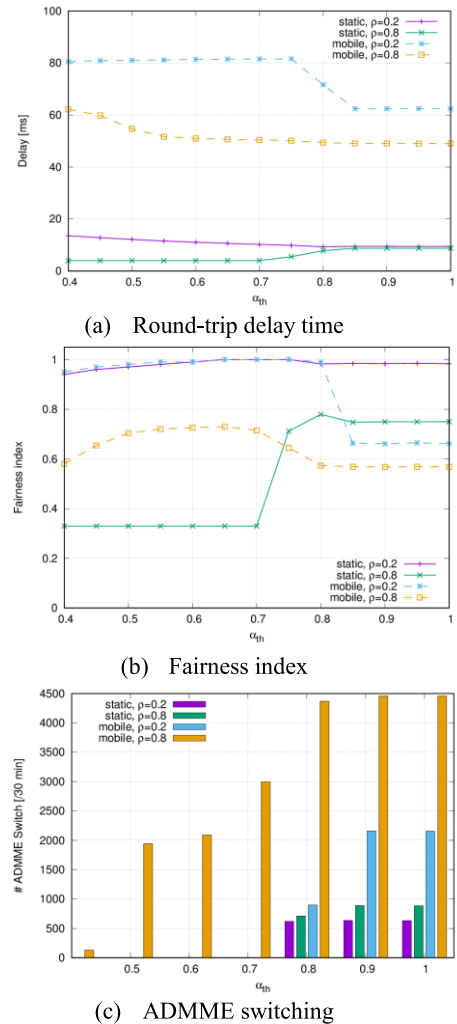 100
80
60
40
20
0
Delay [ms]
static, ρ=0.2
static, ρ=0.8
mobile, ρ=0.2
mobile, ρ=0.8
0.4 0.5 0.6 0.7 0.8 0.9 1
αth
(a) Round-trip delay time
1
0.8
0.6
0.4
0.2
0
Fairness index
static, ρ=0.2
static, ρ=0.8
mobile, ρ=0.2
mobile, ρ=0.8
0.4 0.5 0.6 0.7 0.8 0.9 1
αth
(b) Fairness index
4500
4000
3500
3000
2500
2000
1500
1000
500
0
# ADMME Switch [/30 min]
static, ρ=0.2
static, ρ=0.8
mobile, ρ=0.2
mobile, ρ=0.8
0.5 0.6 0.7 0.8 0.9 1
αth
(c) ADMME switching